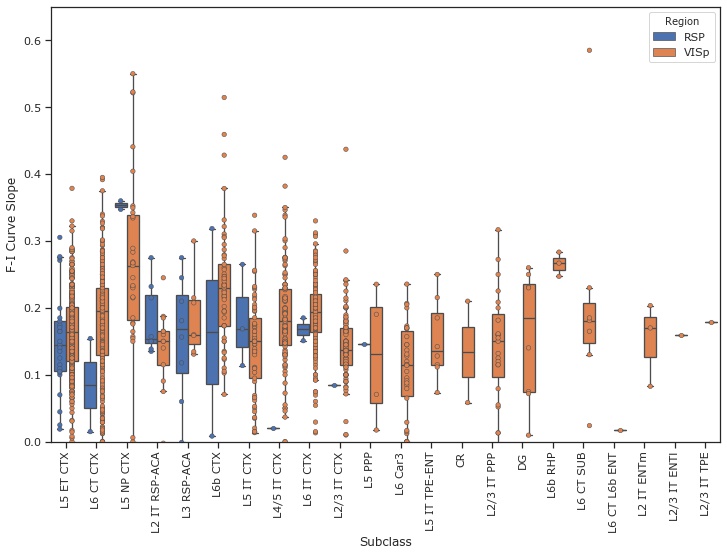 Region
RSP
VISp
0.6
0.5
0.4
0.3
0.2
0.1
0.0
F-I Curve Slope
L5 ET CTX
L6 CT CTX
L5 NP CTX
L2 IT RSP-ACA
L3 RSP-ACA
L6b CTX
L5 IT CTX
L4/5 IT CTX
L6 IT CTX
L2/3 IT CTX
L5 PPP
L6 Car3
L5 IT TPE-ENT
CR
L2/3 IT PPP
DG
L6b RHP
L6 CT SUB
L6 CT L6b ENT
L2 IT ENTm
L2/3 IT ENTl
L2/3 IT TPE
Subclass